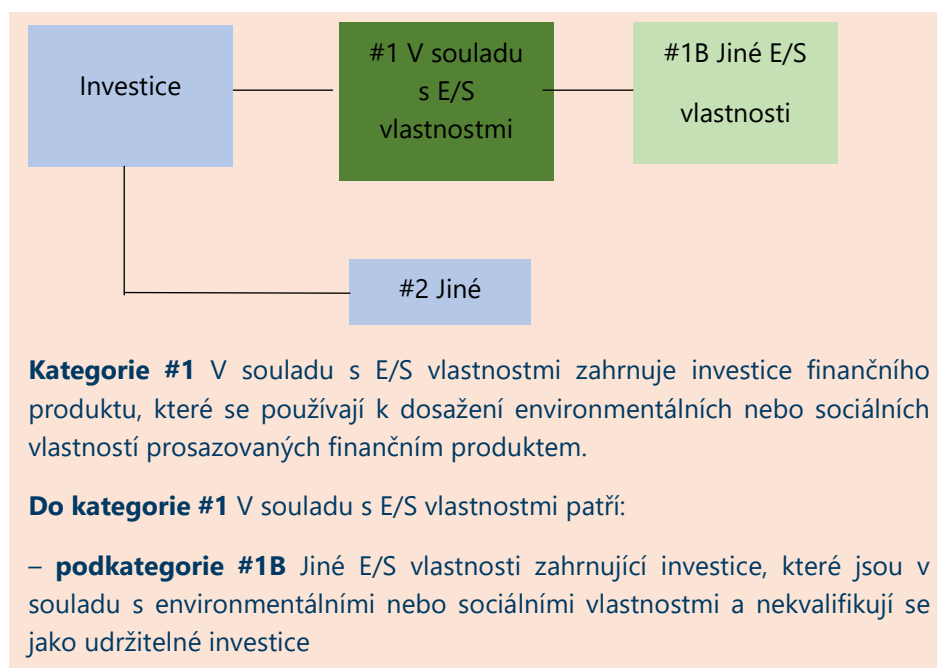 Investice
#1 V souladu
s E/S
vlastnostmi
#1B Jiné E/S
vlastnosti
#2 Jiné
Kategorie #1 V souladu s E/S vlastnostmi zahrnuje investice finančního
produktu, které se používají k dosažení environmentálních nebo sociálních
vlastností prosazovaných finančním produktem.
Do kategorie #1 V souladu s E/S vlastnostmi patří:
– podkategorie #1B Jiné E/S vlastnosti zahrnující investice, které jsou v
souladu s environmentálními nebo sociálními vlastnostmi a nekvalifikují se
jako udržitelné investice